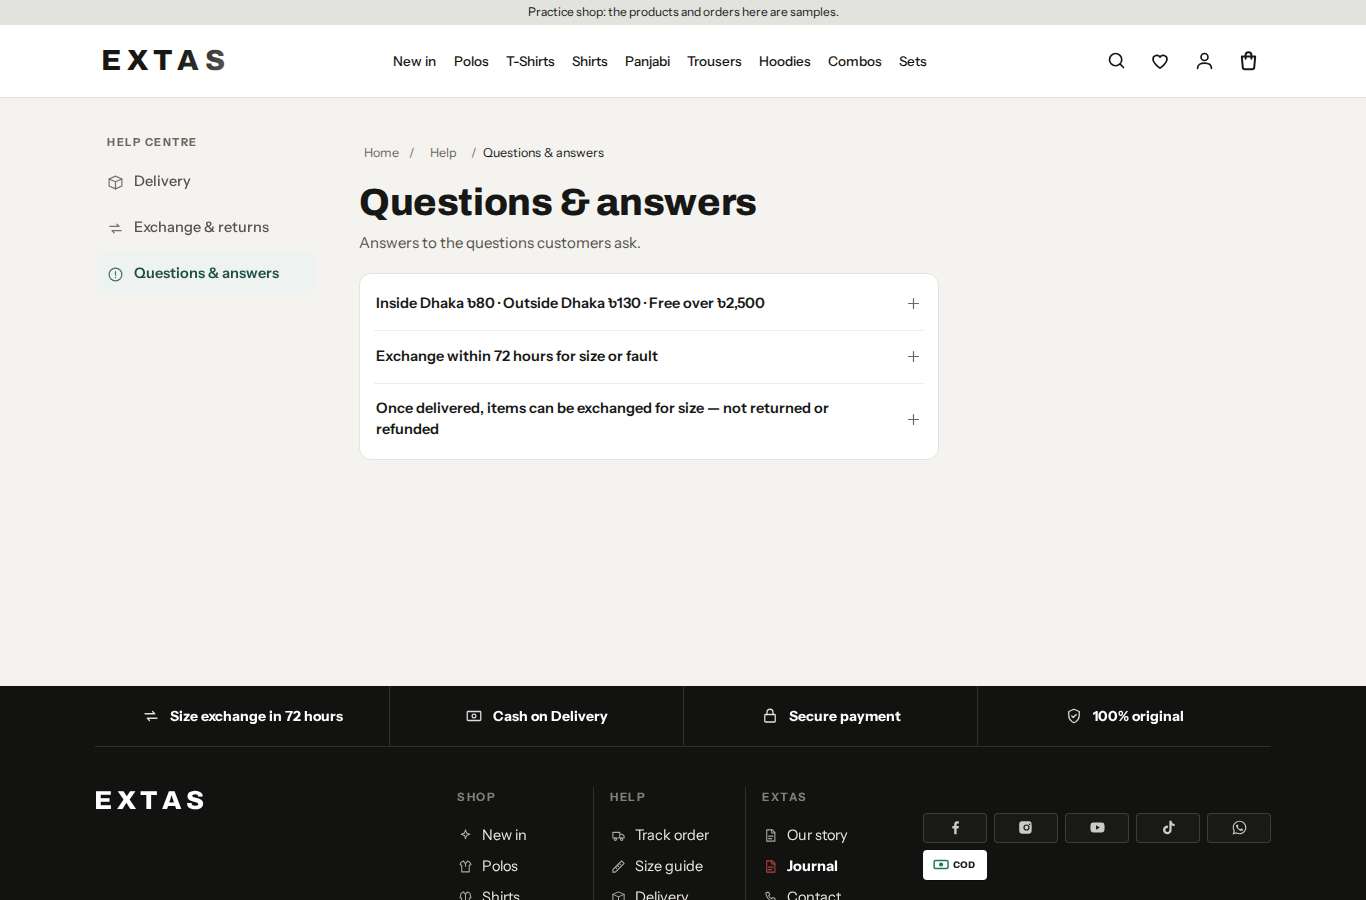 Practice shop: the products and orders here are samples.
EXTAS
New in
Polos
T-Shirts
Shirts
Panjabi
Trousers
Hoodies
Combos
Sets
HELP CENTRE
Delivery
Exchange & returns
Questions & answers
Home / Help / Questions & answers
Questions & answers
Answers to the questions customers ask.
Inside Dhaka ৳80 · Outside Dhaka ৳130 · Free over ৳2,500
Exchange within 72 hours for size or fault
Once delivered, items can be exchanged for size — not returned or
refunded
Size exchange in 72 hours
Cash on Delivery
Secure payment
100% original
EXTAS
SHOP
New in
Polos
Shirts
HELP
Track order
Size guide
Delivery
EXTAS
Our story
Journal
Contact
COD